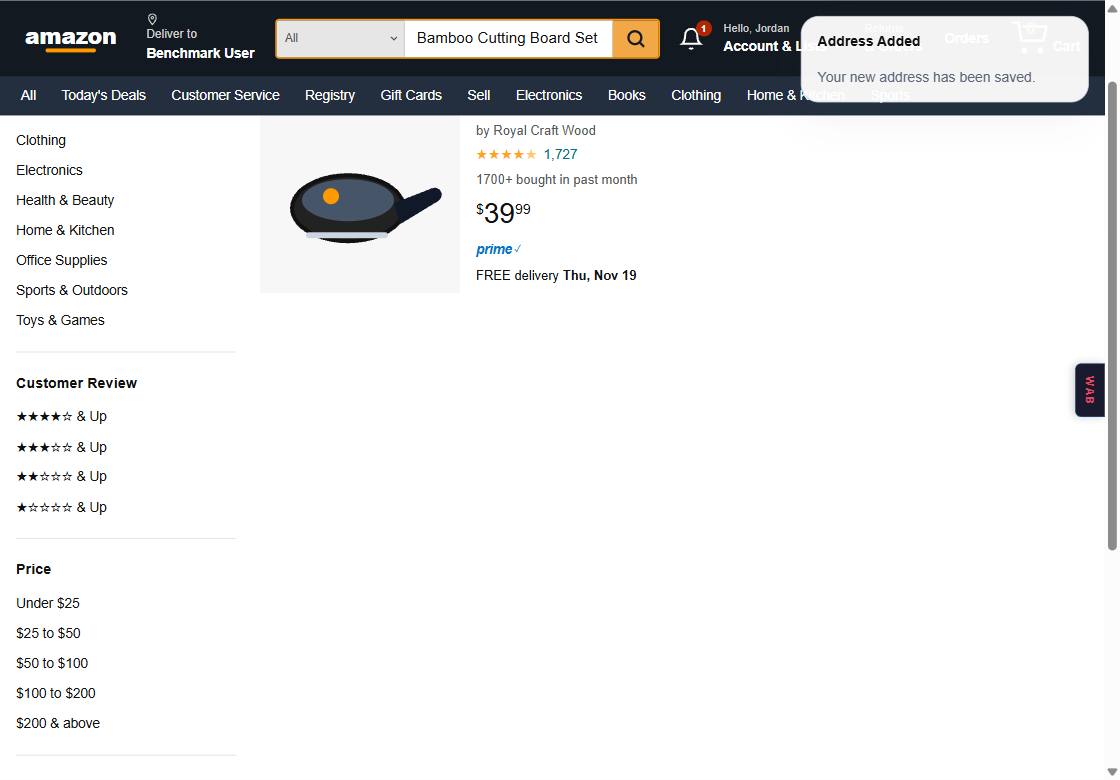 amazon
Deliver to
Benchmark User
All
Bamboo Cutting Board Set
1
Hello, Jordan
Account & Li
Address Added
Your new address has been saved.
Orders
Cart
All
Today's Deals
Customer Service
Registry
Gift Cards
Sell
Electronics
Books
Clothing
Home & Kitchen
Sports
Clothing
Electronics
Health & Beauty
Home & Kitchen
Office Supplies
Sports & Outdoors
Toys & Games
Customer Review
★★★★☆ & Up
★★★☆☆ & Up
★★☆☆☆ & Up
★☆☆☆☆ & Up
Price
Under $25
$25 to $50
$50 to $100
$100 to $200
$200 & above
by Royal Craft Wood
★★★★★ 1,727
1700+ bought in past month
$39.99
prime✓
FREE delivery Thu, Nov 19
WAB